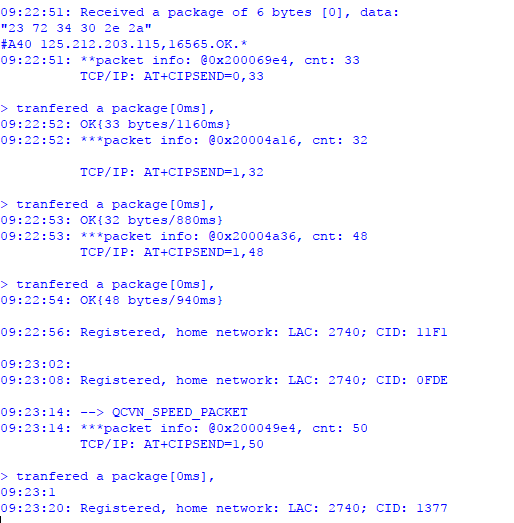 09:22:51: Received a package of 6 bytes [0], data:
"23 72 34 30 2e 2a"
#A40 125.212.203.115,16565.OK.*
09:22:51: **packet info: @0x200069e4, cnt: 33
TCP/IP: AT+CIPSEND=0,33
> tranfered a package[0ms],
09:22:52: OK{33 bytes/1160ms}
09:22:52: ***packet info: @0x20004a16, cnt: 32
TCP/IP: AT+CIPSEND=1,32
> tranfered a package[0ms],
09:22:53: OK{32 bytes/880ms}
09:22:53: ***packet info: @0x20004a36, cnt: 48
TCP/IP: AT+CIPSEND=1,48
> tranfered a package[0ms],
09:22:54: OK{48 bytes/940ms}
09:22:56: Registered, home network: LAC: 2740; CID: 11F1
09:23:02:
09:23:08: Registered, home network: LAC: 2740; CID: 0FDE
09:23:14: --> QCVN_SPEED_PACKET
09:23:14: ***packet info: @0x200049e4, cnt: 50
TCP/IP: AT+CIPSEND=1,50
> tranfered a package[0ms],
09:23:1
09:23:20: Registered, home network: LAC: 2740; CID: 1377